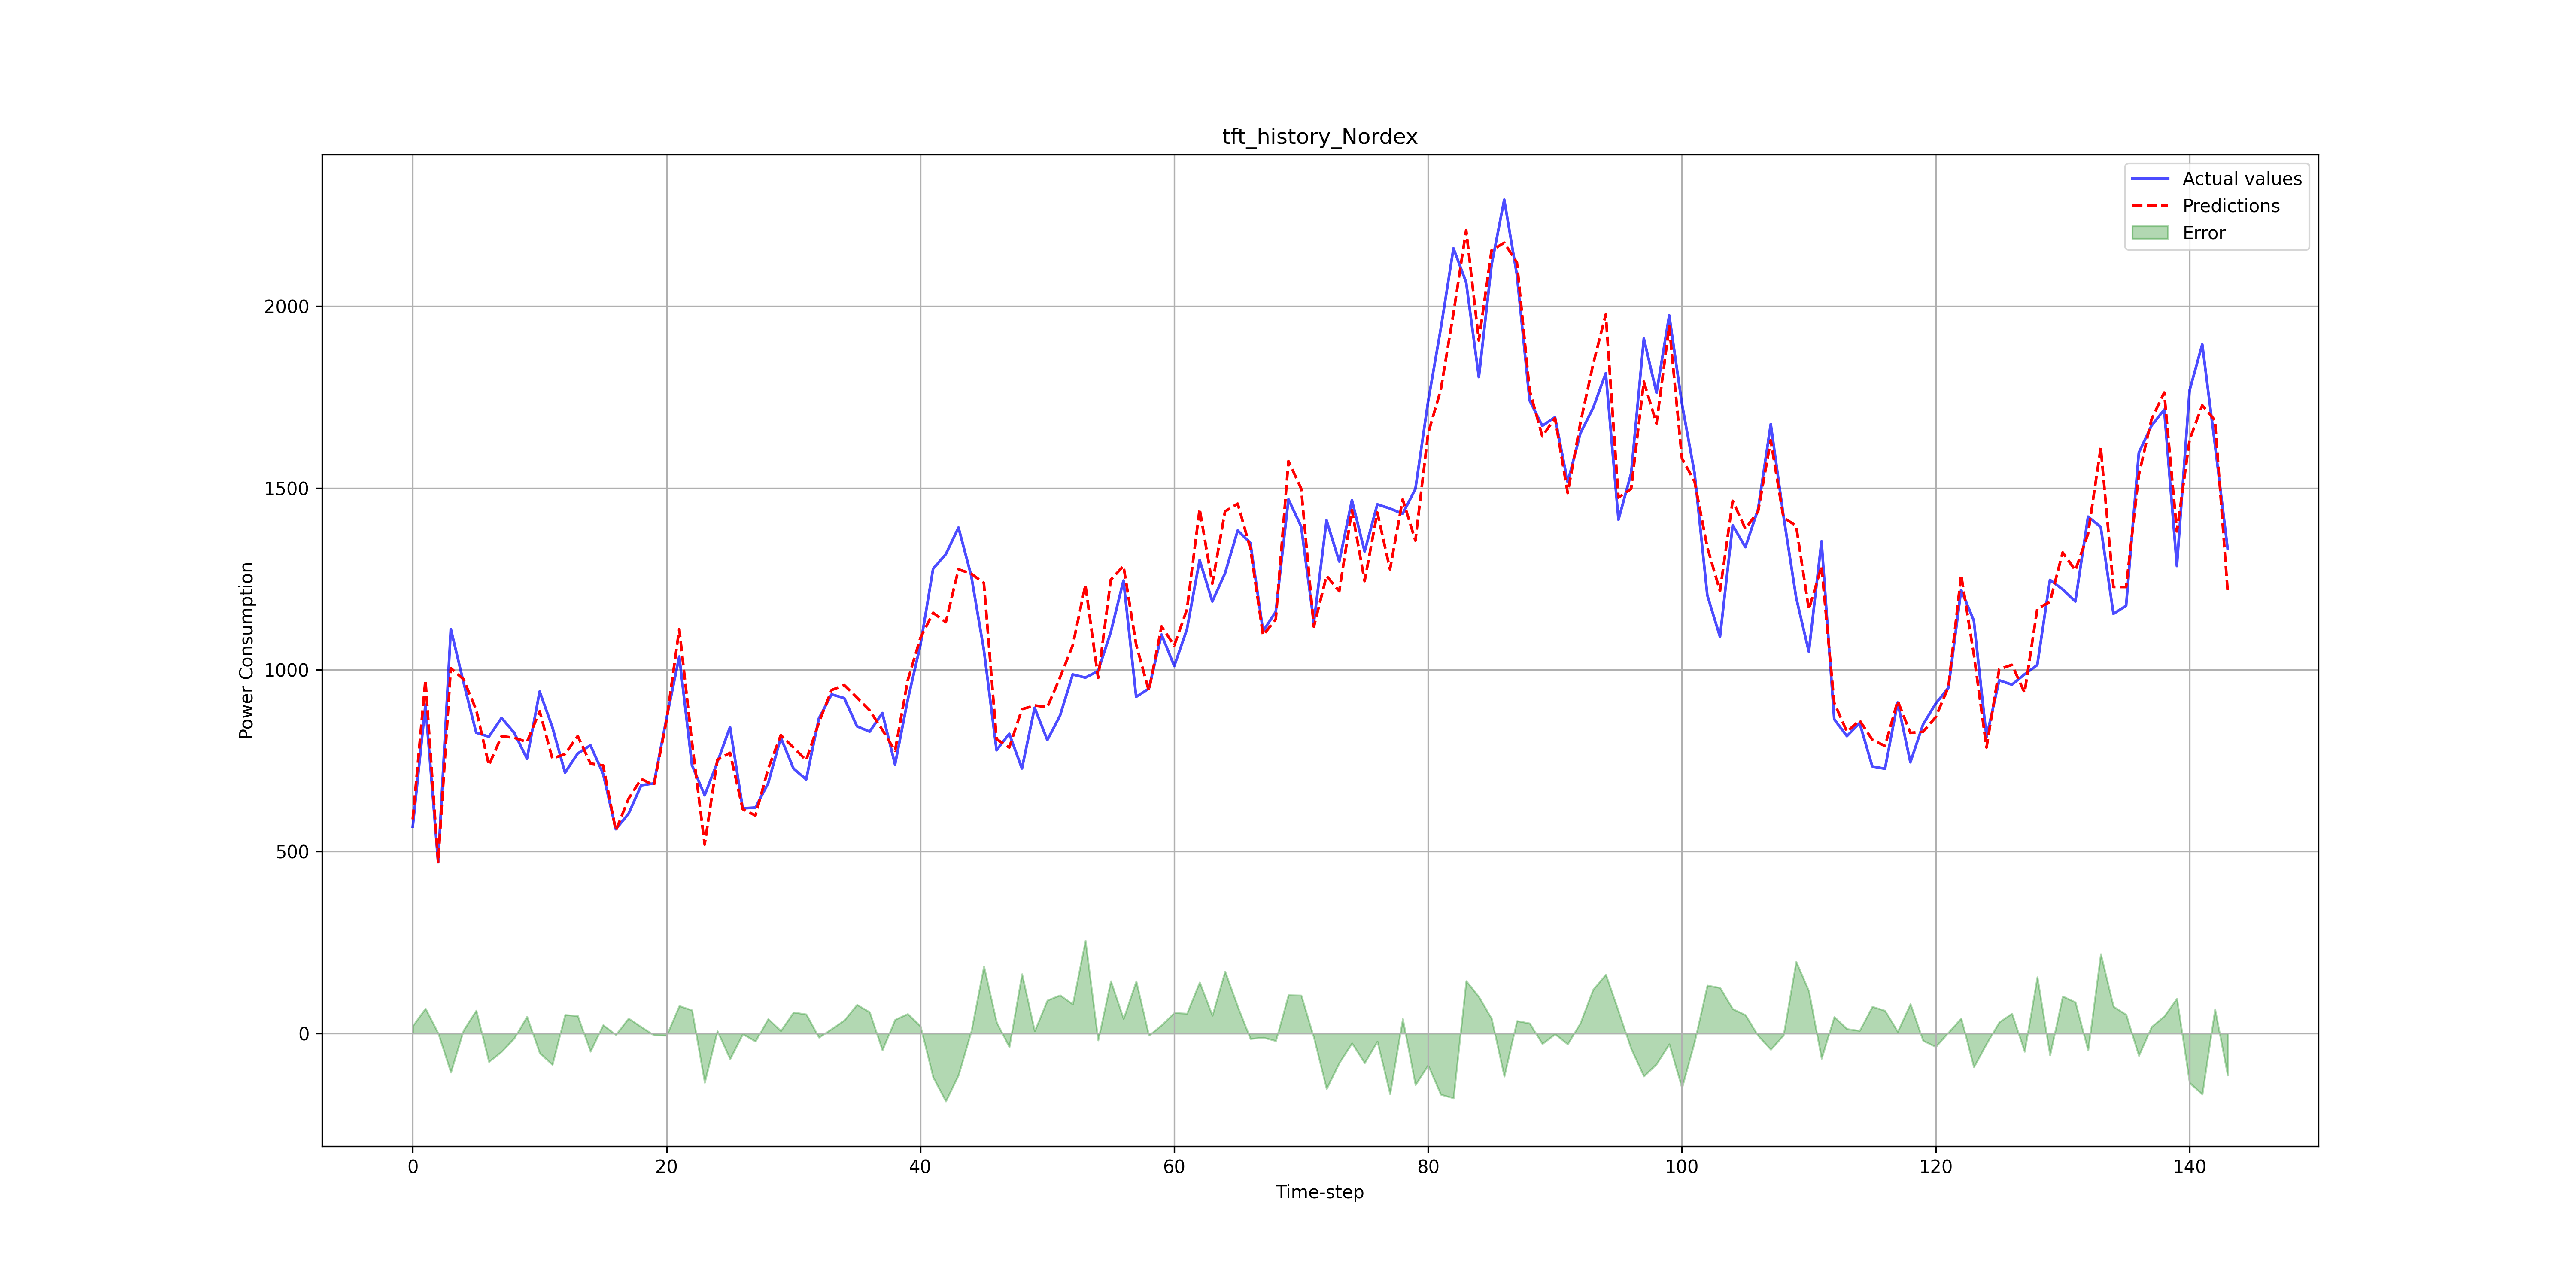 tft_history_Nordex
Actual values
Predictions
Error
Power Consumption
2000
1500
1000
500
0
0 20 40 60 80 100 120 140
Time-step